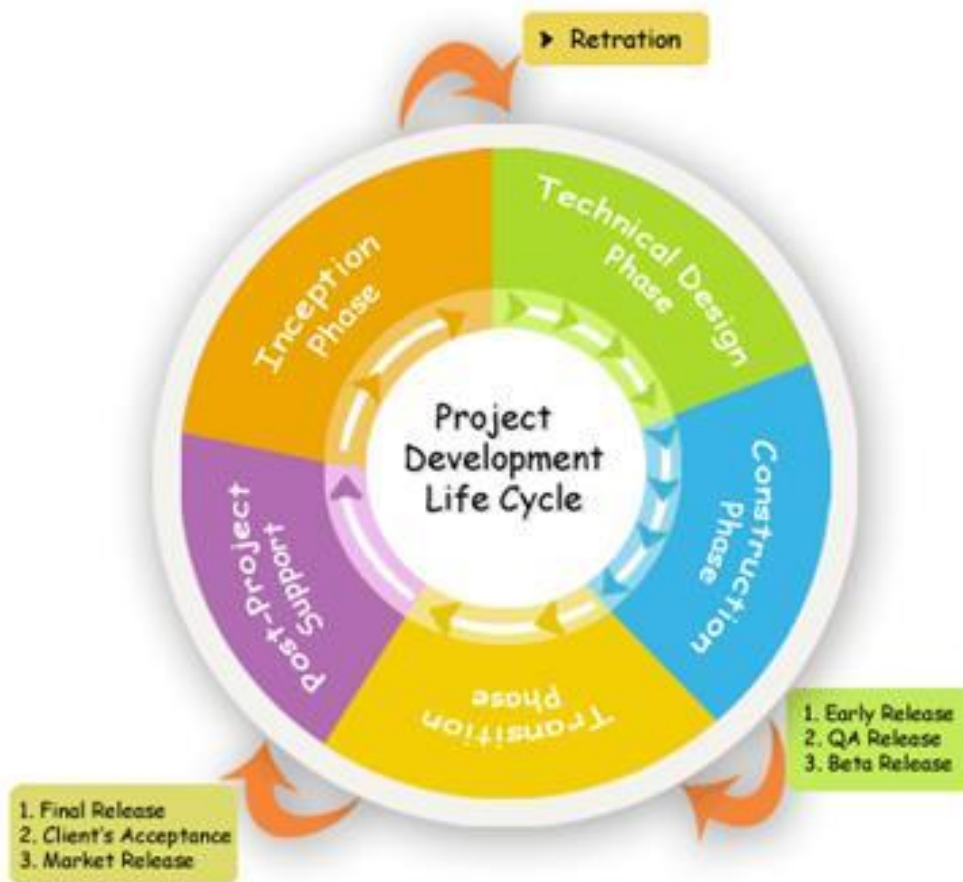 ➤ Retration
Technical Design
Phase
Construction
Phase
1. Early Release
2. QA Release
3. Beta Release
Transition
phase
1. Final Release
2. Client's Acceptance
3. Market Release
Post-Project
Support
Inception
Phase
Project
Development
Life Cycle